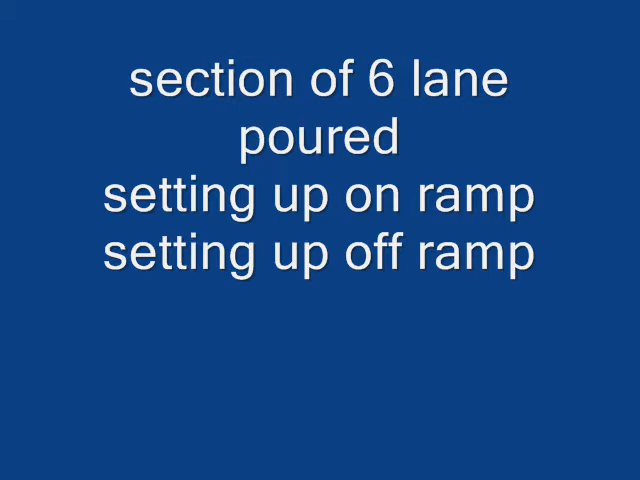 section of 6 lane
poured
setting up on ramp
setting up off ramp